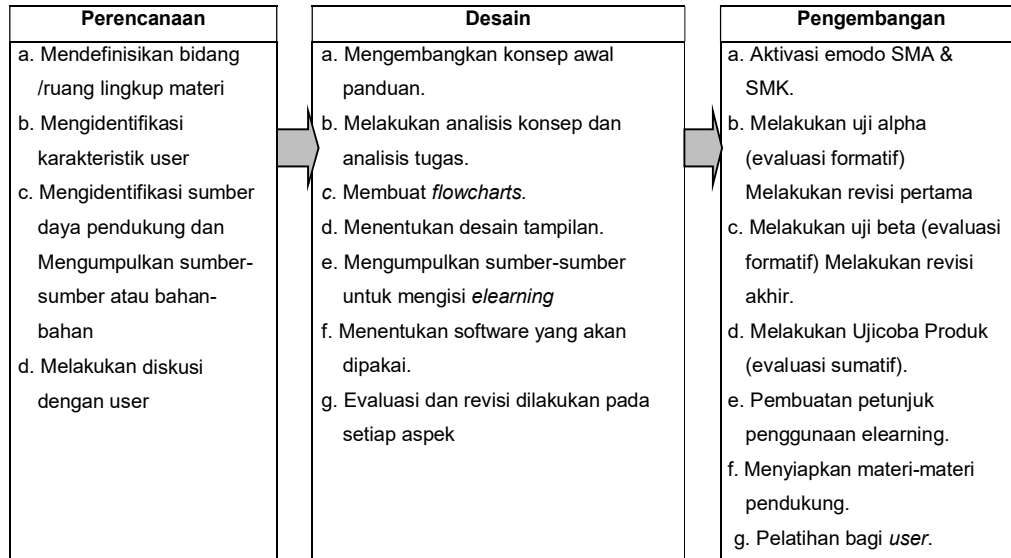 Perencanaan
a. Mendefinisikan bidang
/ruang lingkup materi
b. Mengidentifikasi
karakteristik user
c. Mengidentifikasi sumber
daya pendukung dan
Mengumpulkan sumber-
sumber atau bahan-
bahan
d. Melakukan diskusi
dengan user
Desain
a. Mengembangkan konsep awal
panduan.
b. Melakukan analisis konsep dan
analisis tugas.
c. Membuat flowcharts.
d. Menentukan desain tampilan.
e. Mengumpulkan sumber-sumber
untuk mengisi elearning
f. Menentukan software yang akan
dipakai.
g. Evaluasi dan revisi dilakukan pada
setiap aspek
Pengembangan
a. Aktivasi emodo SMA &
SMK.
b. Melakukan uji alpha
(evaluasi formatif)
Melakukan revisi pertama
c. Melakukan uji beta (evaluasi
formatif) Melakukan revisi
akhir.
d. Melakukan Ujicoba Produk
(evaluasi sumatif).
e. Pembuatan petunjuk
penggunaan elearning.
f. Menyiapkan materi-materi
pendukung.
g. Pelatihan bagi user.